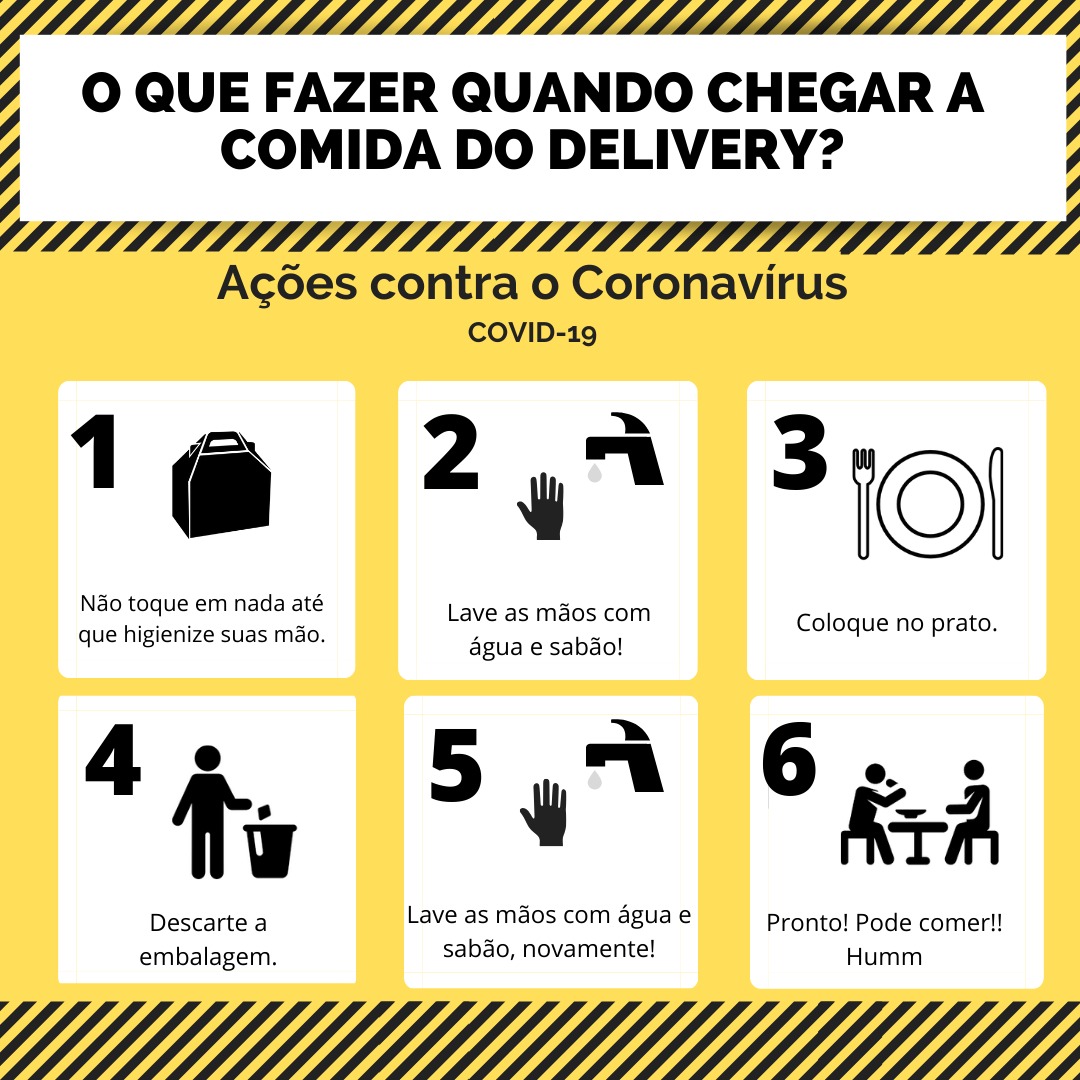 O QUE FAZER QUANDO CHEGAR A
COMIDA DO DELIVERY?
Ações contra o Coronavírus
COVID-19
1
Não toque em nada até
que higienize suas mão.
2
Lave as mãos com
água e sabão!
3
Coloque no prato.
4
Descarte a
embalagem.
5
Lave as mãos com água e
sabão, novamente!
6
Pronto! Pode comer!!
Humm